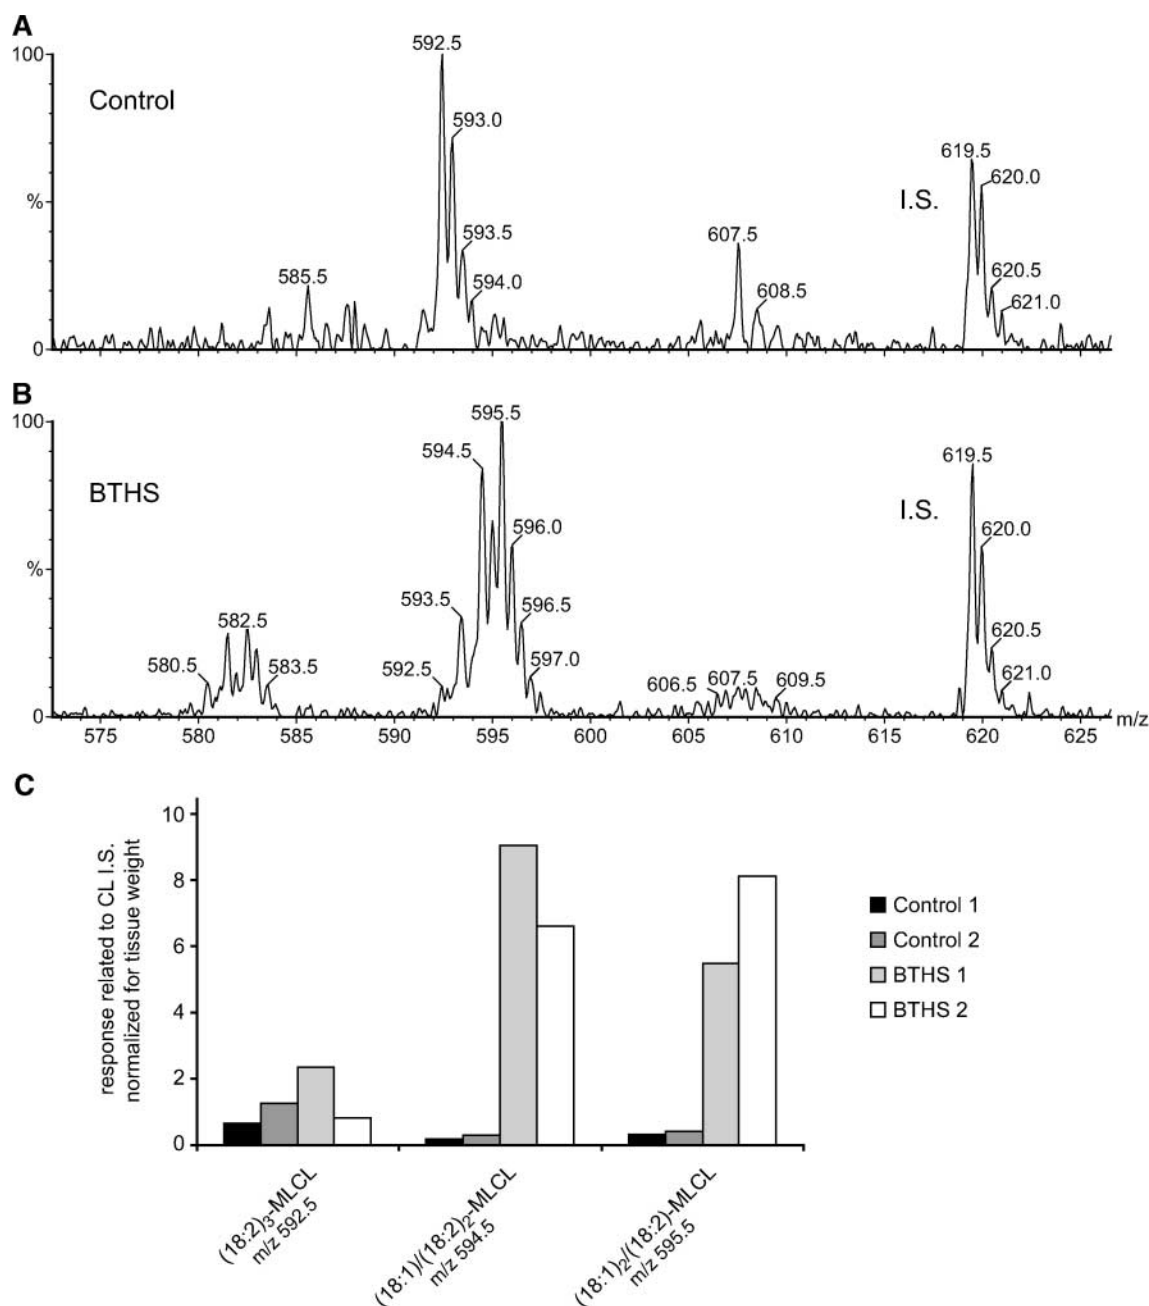 A
100
%
0
Control
592.5
593.0
593.5
594.0
585.5
607.5
608.5
I.S.
619.5
620.0
620.5
621.0
B
100
%
0
BTHS
595.5
594.5
596.0
593.5
596.5
592.5
597.0
582.5
580.5
583.5
606.5
607.5
609.5
I.S.
619.5
620.0
620.5
621.0
575 580 585 590 595 600 605 610 615 620 625 m/z
C
response related to CL I.S.
normalized for tissue weight
10
8
6
4
2
0
Control 1
Control 2
BTHS 1
BTHS 2
(18:2)₃-MLCL
m/z 592.5
(18:1)/(18:2)₂-MLCL
m/z 594.5
(18:1)₂/(18:2)-MLCL
m/z 595.5